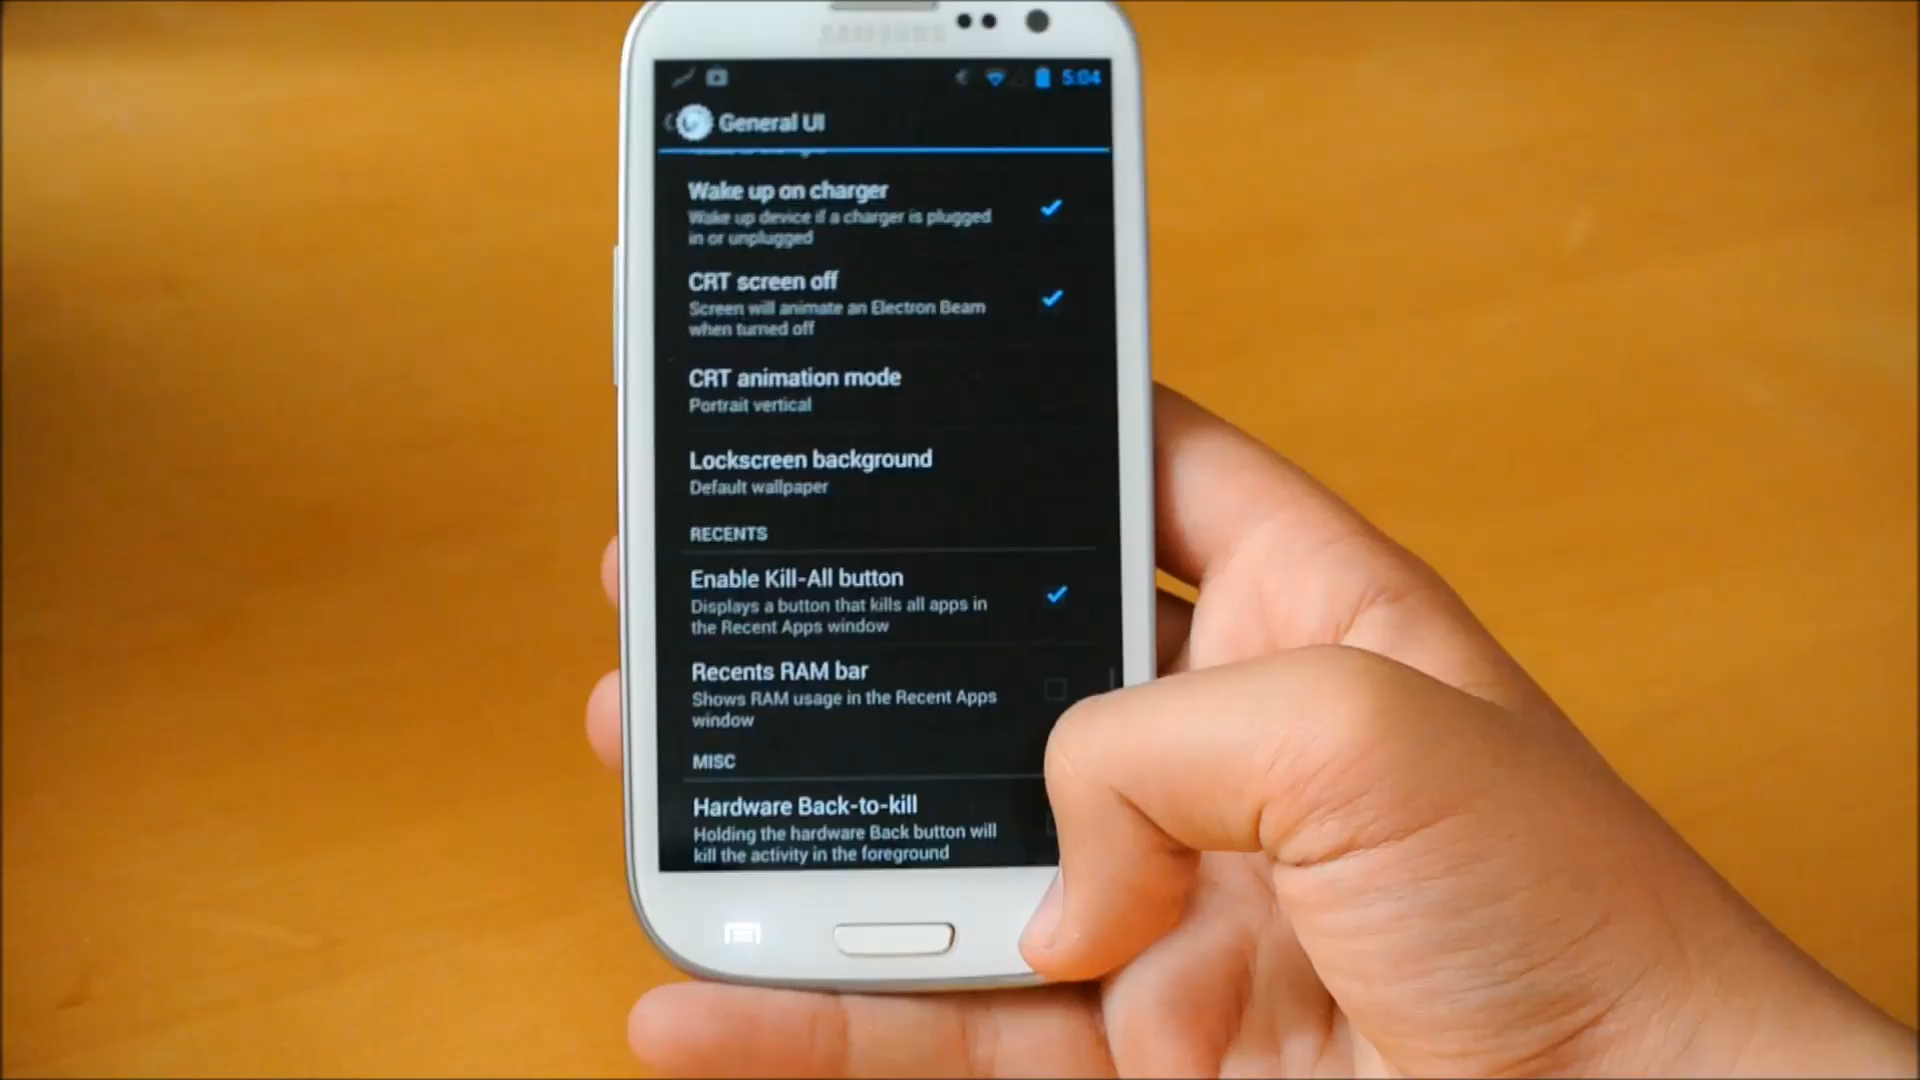 SAMSUNG
5:04
General UI
Wake up on charger
Wake up device if a charger is plugged
in or unplugged
CRT screen off
Screen will animate an Electron Beam
when turned off
CRT animation mode
Portrait vertical
Lockscreen background
Default wallpaper
RECENTS
Enable Kill-All button
Displays a button that kills all apps in
the Recent Apps window
Recents RAM bar
Shows RAM usage in the Recent Apps
window
MISC
Hardware Back-to-kill
Holding the hardware Back button will
kill the activity in the foreground